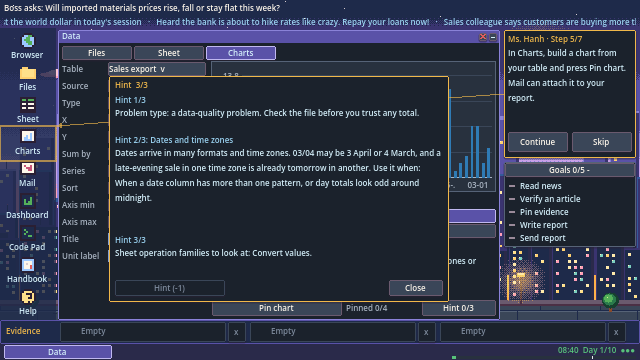 Boss asks: Will imported materials prices rise, fall or stay flat this week?
t the world dollar in today's session · Heard the bank is about to hike rates like crazy. Repay your loans now! · Sales colleague says customers are buying more t
Browser
Files
Sheet
Charts
Mail
Dashboard
Code Pad
Handbook
Help
Data
Files
Sheet
Charts
Table
Sales export v
Source
Type
X
Y
Sum by
Series
Sort
Axis min
Axis max
Title
Unit label
13.8
03-01
Hint 3/3
Hint 1/3
Problem type: a data-quality problem. Check the file before you trust any total.
Hint 2/3: Dates and time zones
Dates arrive in many formats and time zones. 03/04 may be 3 April or 4 March, and a
late-evening sale in one time zone is already tomorrow in another. Use it when:
When a date column has more than one pattern, or day totals look odd around
midnight.
Hint 3/3
Sheet operation families to look at: Convert values.
Hint (-1)
Close
ones or
Pin chart
Pinned 0/4
Hint 0/3
Ms. Hanh · Step 5/7
In Charts, build a chart from
your table and press Pin chart.
Mail can attach it to your
report.
Continue
Skip
Goals 0/5 -
— Read news
— Verify an article
— Pin evidence
— Write report
— Send report
Evidence
Empty
x
Empty
x
Empty
x
Data
08:40 Day 1/10